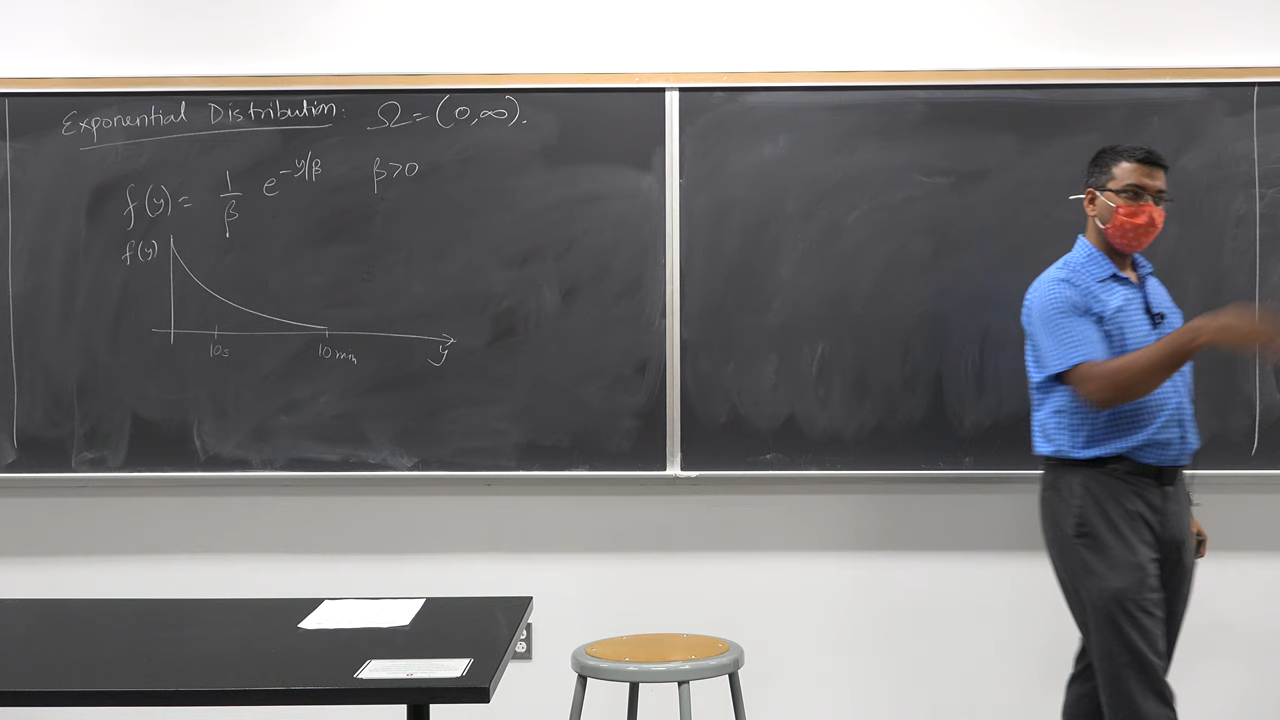 Exponential Distribution: Ω = (0,∞).
f(y) = 1/β e^{-y/β} β>0
f(y)
10s 10 min y